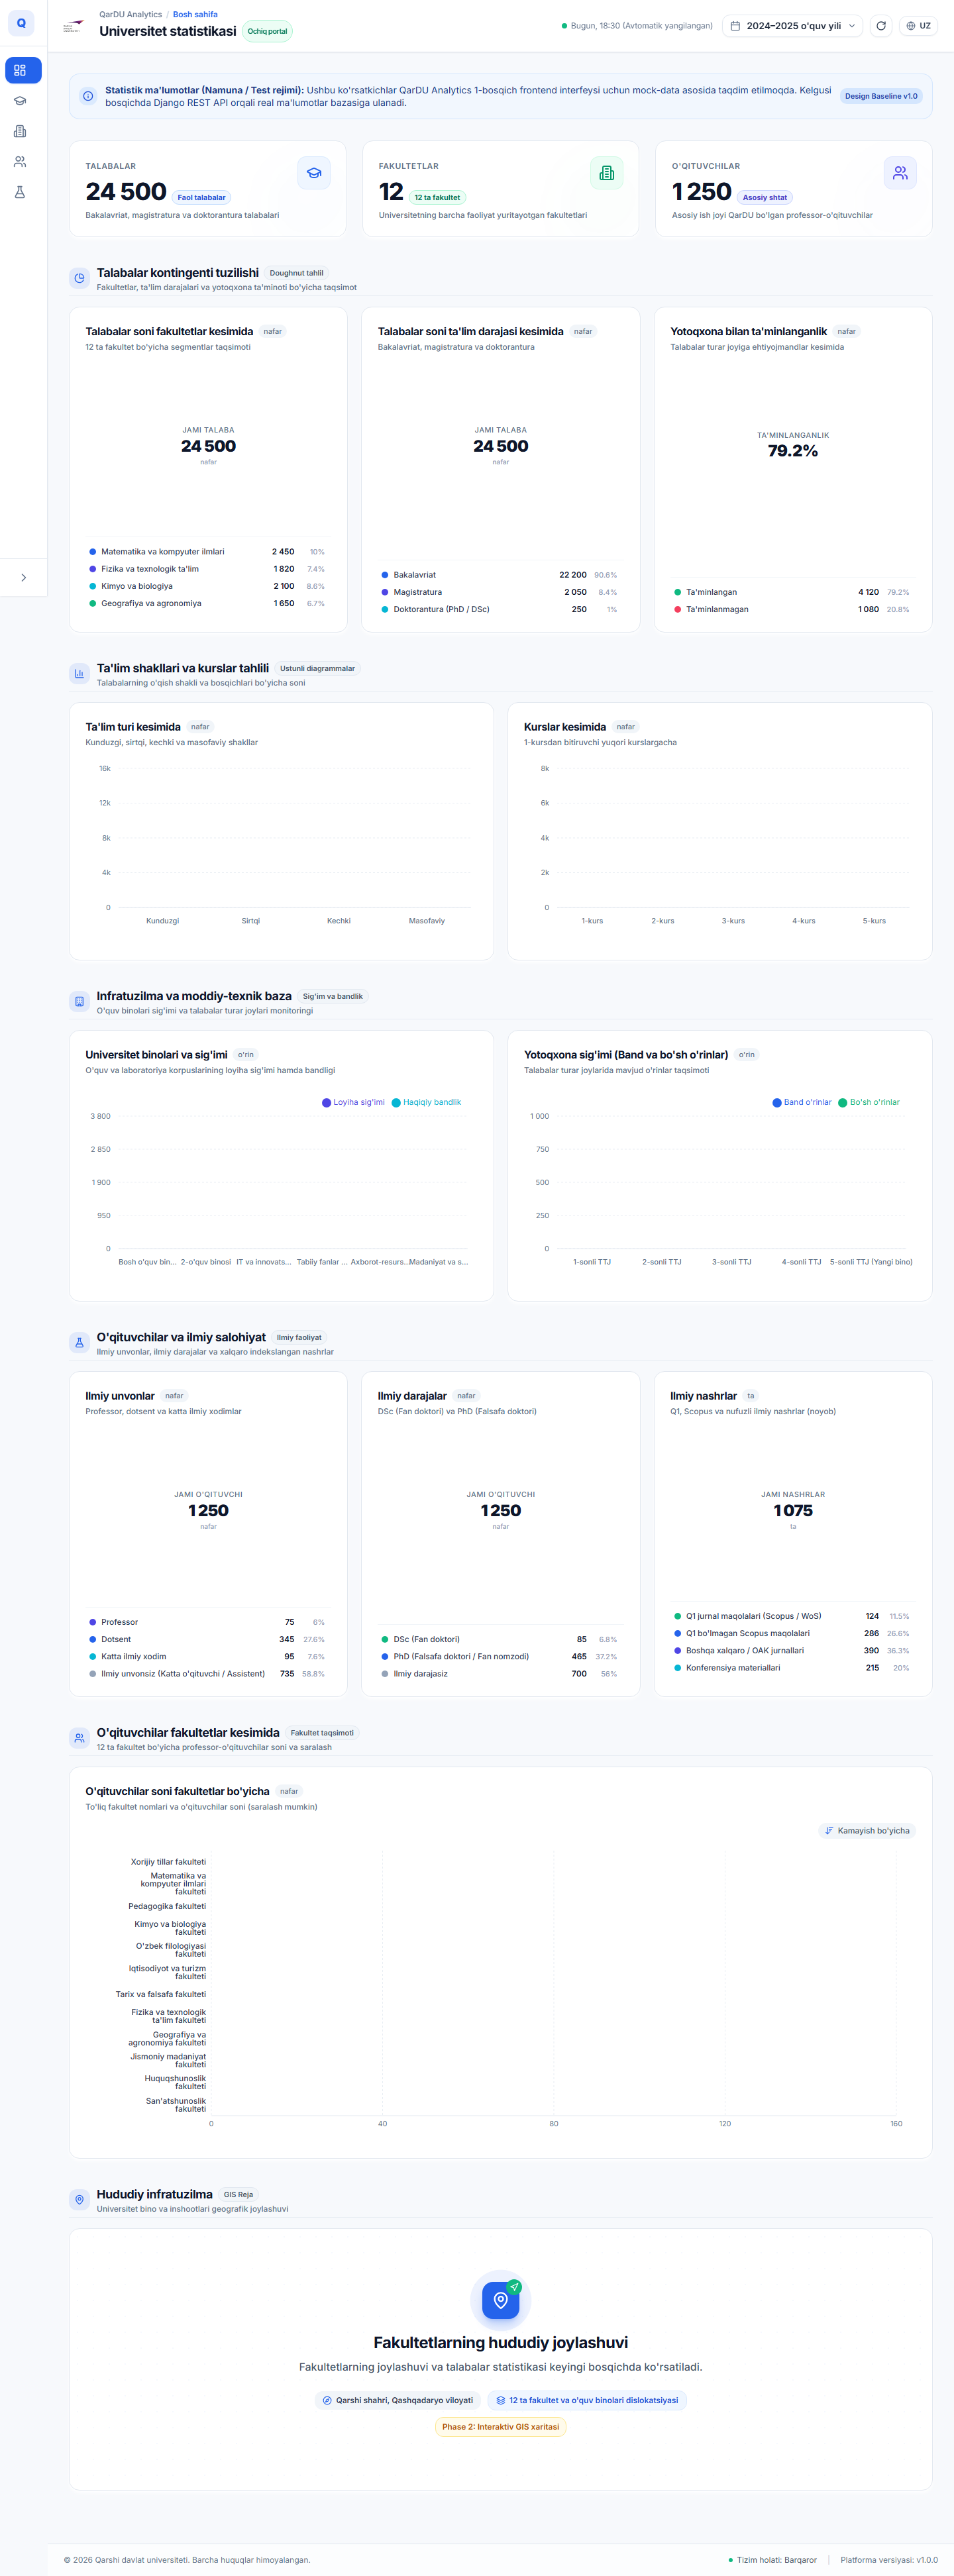 Q
QarDU Analytics / Bosh sahifa
Universitet statistikasi Ochiq portal
Bugun, 18:30 (Avtomatik yangilangan)
2024–2025 o'quv yili
UZ
Statistik ma'lumotlar (Namuna / Test rejimi): Ushbu ko'rsatkichlar QarDU Analytics 1-bosqich frontend interfeysi uchun mock-data asosida taqdim etilmoqda. Kelgusi
bosqichda Django REST API orqali real ma'lumotlar bazasiga ulanadi.
Design Baseline v1.0
TALABALAR
24 500 Faol talabalar
Bakalavriat, magistratura va doktorantura talabalari
FAKULTETLAR
12 12 ta fakultet
Universitetning barcha faoliyat yuritayotgan fakultetlari
O'QITUVCHILAR
1 250 Asosiy shtat
Asosiy ish joyi QarDU bo'lgan professor-o'qituvchilar
Talabalar kontingenti tuzilishi Doughnut tahlil
Fakultetlar, ta'lim darajalari va yotoqxona ta'minoti bo'yicha taqsimot
Talabalar soni fakultetlar kesimida nafar
12 ta fakultet bo'yicha segmentlar taqsimoti
JAMI TALABA
24 500
nafar
Matematika va kompyuter ilmlari 2 450 10%
Fizika va texnologik ta'lim 1 820 7.4%
Kimyo va biologiya 2 100 8.6%
Geografiya va agronomiya 1 650 6.7%
Talabalar soni ta'lim darajasi kesimida nafar
Bakalavriat, magistratura va doktorantura
JAMI TALABA
24 500
nafar
Bakalavriat 22 200 90.6%
Magistratura 2 050 8.4%
Doktorantura (PhD / DSc) 250 1%
Yotoqxona bilan ta'minlanganlik nafar
Talabalar turar joyiga ehtiyojmandlar kesimida
TA'MINLANGANLIK
79.2%
Ta'minlangan 4 120 79.2%
Ta'minlanmagan 1 080 20.8%
Ta'lim shakllari va kurslar tahlili Ustunli diagrammalar
Talabalarning o'qish shakli va bosqichlari bo'yicha soni
Ta'lim turi kesimida nafar
Kunduzgi, sirtqi, kechki va masofaviy shakllar
16k
12k
8k
4k
0
Kunduzgi Sirtqi Kechki Masofaviy
Kurslar kesimida nafar
1-kursdan bitiruvchi yuqori kurslargacha
8k
6k
4k
2k
0
1-kurs 2-kurs 3-kurs 4-kurs 5-kurs
Infratuzilma va moddiy-texnik baza Sig'im va bandlik
O'quv binolari sig'imi va talabalar turar joylari monitoringi
Universitet binolari va sig'imi o'rin
O'quv va laboratoriya korpuslarining loyiha sig'imi hamda bandligi
Loyiha sig'imi Haqiqiy bandlik
3 800
2 850
1 900
950
0
Bosh o'quv bin... 2-o'quv binosi IT va innovats... Tabiiy fanlar ... Axborot-resurs... Madaniyat va s...
Yotoqxona sig'imi (Band va bo'sh o'rinlar) o'rin
Talabalar turar joylarida mavjud o'rinlar taqsimoti
Band o'rinlar Bo'sh o'rinlar
1 000
750
500
250
0
1-sonli TTJ 2-sonli TTJ 3-sonli TTJ 4-sonli TTJ 5-sonli TTJ (Yangi bino)
O'qituvchilar va ilmiy salohiyat Ilmiy faoliyat
Ilmiy unvonlar, ilmiy darajalar va xalqaro indekslangan nashrlar
Ilmiy unvonlar nafar
Professor, dotsent va katta ilmiy xodimlar
JAMI O'QITUVCHI
1 250
nafar
Professor 75 6%
Dotsent 345 27.6%
Katta ilmiy xodim 95 7.6%
Ilmiy unvonsiz (Katta o'qituvchi / Assistent) 735 58.8%
Ilmiy darajalar nafar
DSc (Fan doktori) va PhD (Falsafa doktori)
JAMI O'QITUVCHI
1 250
nafar
DSc (Fan doktori) 85 6.8%
PhD (Falsafa doktori / Fan nomzodi) 465 37.2%
Ilmiy darajasiz 700 56%
Ilmiy nashrlar ta
Q1, Scopus va nufuzli ilmiy nashrlar (noyob)
JAMI NASHRLAR
1 075
ta
Q1 jurnal maqolalari (Scopus / WoS) 124 11.5%
Q1 bo'lmagan Scopus maqolalari 286 26.6%
Boshqa xalqaro / OAK jurnallari 390 36.3%
Konferensiya materiallari 215 20%
O'qituvchilar fakultetlar kesimida Fakultet taqsimoti
12 ta fakultet bo'yicha professor-o'qituvchilar soni va saralash
O'qituvchilar soni fakultetlar bo'yicha nafar
To'liq fakultet nomlari va o'qituvchilar soni (saralash mumkin)
Kamayish bo'yicha
Xorijiy tillar fakulteti
Matematika va
kompyuter ilmlari
fakulteti
Pedagogika fakulteti
Kimyo va biologiya
fakulteti
O'zbek filologiyasi
fakulteti
Iqtisodiyot va turizm
fakulteti
Tarix va falsafa fakulteti
Fizika va texnologik
ta'lim fakulteti
Geografiya va
agronomiya fakulteti
Jismoniy madaniyat
fakulteti
Huquqshunoslik
fakulteti
San'atshunoslik
fakulteti
0 40 80 120 160
Hududiy infratuzilma GIS Reja
Universitet bino va inshootlari geografik joylashuvi
Fakultetlarning hududiy joylashuvi
Fakultetlarning joylashuvi va talabalar statistikasi keyingi bosqichda ko'rsatiladi.
Qarshi shahri, Qashqadaryo viloyati
12 ta fakultet va o'quv binolari dislokatsiyasi
Phase 2: Interaktiv GIS xaritasi
© 2026 Qarshi davlat universiteti. Barcha huquqlar himoyalangan.
Tizim holati: Barqaror | Platforma versiyasi: v1.0.0